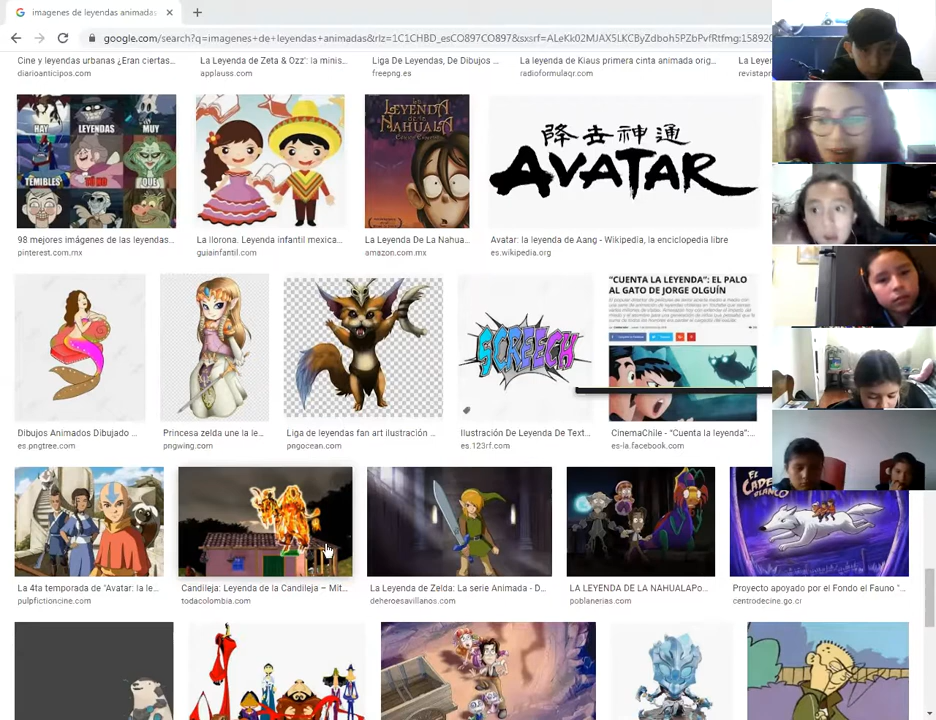 imagenes de leyendas animadas
google.com/search?q=imagenes+de+leyendas+animadas&rlz=1C1CHBD_esCO897CO897&sxsrf=ALeKk02MJAX5LKCByZdboh5PZbPvfRtfmg:158920
Cine y leyendas urbanas ¿Eran ciertas...
diarioanticipos.com
La Leyenda de Zeta & Ozz': la minis...
applauss.com
Liga De Leyendas, De Dibujos ...
freepng.es
La leyenda de Klaus primera cinta animada orig...
radioformulaqr.com
La Leye
revistapr
HAY LEYENDAS MUY
TEMIBLES
QUE
LA LEYENDA de la NAHUALA
降去神通
AVATAR
98 mejores imágenes de las leyendas...
pinterest.com.mx
La llorona. Leyenda infantil mexica...
guiainfantil.com
La Leyenda De La Nahua...
amazon.com.mx
Avatar: la leyenda de Aang - Wikipedia, la enciclopedia libre
es.wikipedia.org
SCREECH
"CUENTA LA LEYENDA": EL PALO
AL GATO DE JORGE OLGUÍN
Dibujos Animados Dibujado ...
es.pngtree.com
Princesa zelda une la le...
pngwing.com
Liga de leyendas fan art ilustración ...
pngocean.com
Ilustración De Leyenda De Text...
es.123rf.com
CinemaChile - "Cuenta la leyenda":...
es-la.facebook.com
EL CADE
BLANCO
La 4ta temporada de "Avatar: la le...
pulpfictioncine.com
Candileja: Leyenda de la Candileja – Mit...
todacolombia.com
La Leyenda de Zelda: La serie Animada - D...
deheroesavillanos.com
LA LEYENDA DE LA NAHUALAPo...
poblanerias.com
Proyecto apoyado por el Fondo el Fauno "...
centrodecine.go.cr